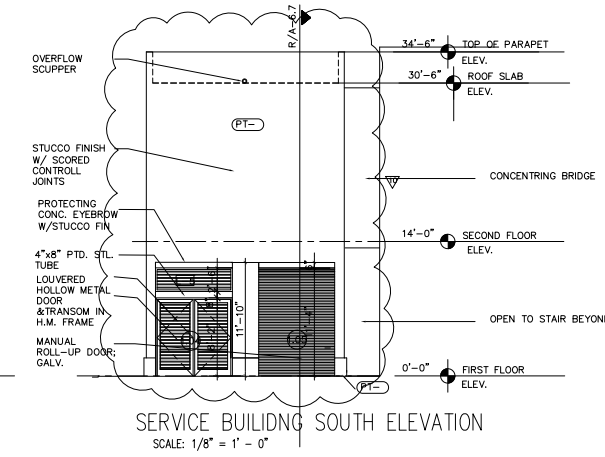 R/A-6.7
34'-6" TOP OF PARAPET
ELEV.
30'-6" ROOF SLAB
ELEV.
OVERFLOW
SCUPPER
PT-
STUCCO FINISH
W/ SCORED
CONTROLL
JOINTS
CONCENTRING BRIDGE
PROTECTING
CONC. EYEBROW
W/STUCCO FIN
14'-0" SECOND FLOOR
ELEV.
4"x8" PTD. STL.
TUBE
LOUVERED
HOLLOW METAL
DOOR
&TRANSOM IN
H.M. FRAME
11'-10"
OPEN TO STAIR BEYON
MANUAL
ROLL-UP DOOR;
GALV.
0'-0" FIRST FLOOR
ELEV.
PT-
SERVICE BUILIDNG SOUTH ELEVATION
SCALE: 1/8" = 1' - 0"